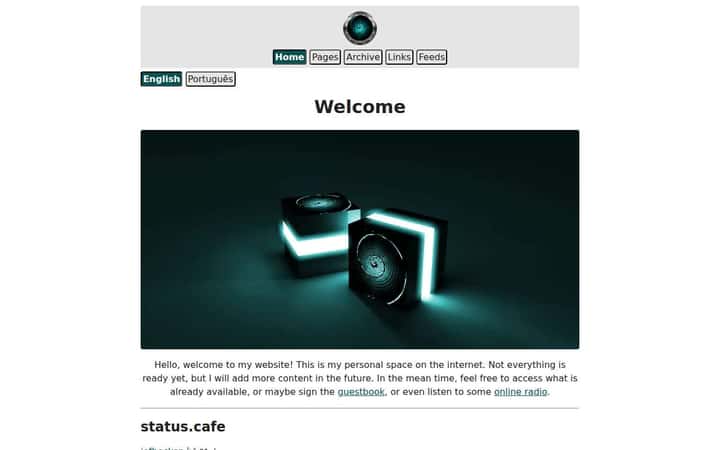 Home Pages Archive Links Feeds
English Português
Welcome
Hello, welcome to my website! This is my personal space on the internet. Not everything is
ready yet, but I will add more content in the future. In the mean time, feel free to access what is
already available, or maybe sign the guestbook, or even listen to some online radio.
status.cafe